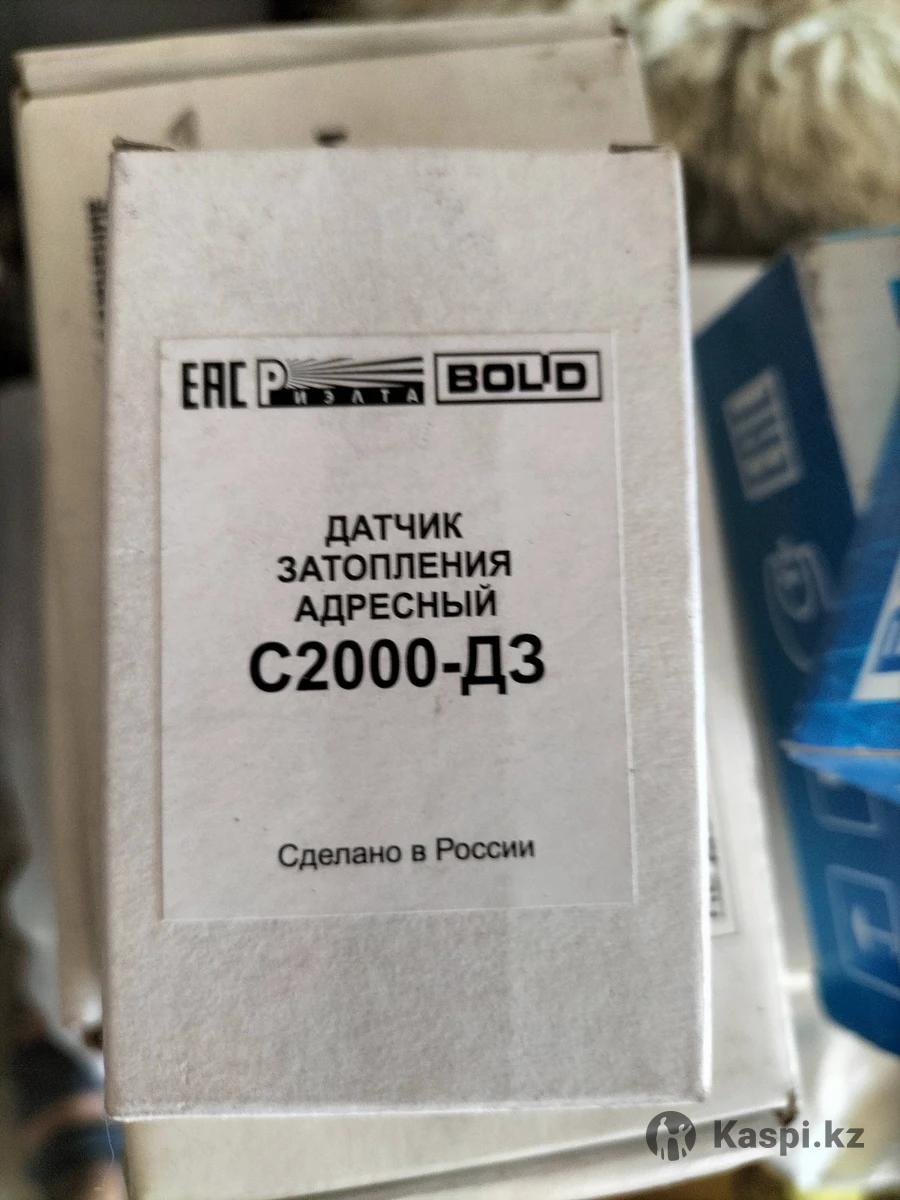 EAC РИЭЛТА BOLID
ДАТЧИК
ЗАТОПЛЕНИЯ
АДРЕСНЫЙ
С2000-ДЗ
Сделано в России
Kaspi.kz